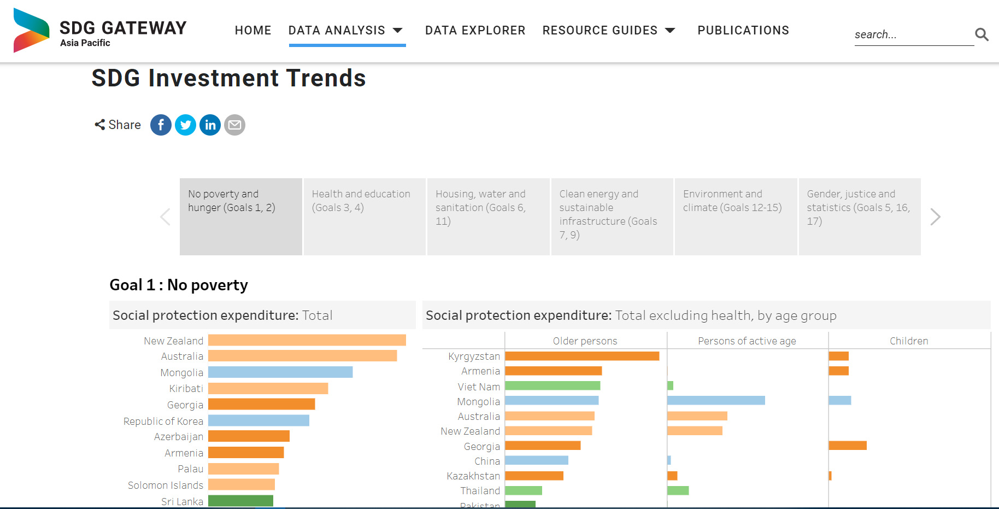 SDG GATEWAY
Asia Pacific
HOME
DATA ANALYSIS
DATA EXPLORER
RESOURCE GUIDES
PUBLICATIONS
search...
SDG Investment Trends
Share
No poverty and
hunger (Goals 1, 2)
Health and education
(Goals 3, 4)
Housing, water and
sanitation (Goals 6,
11)
Clean energy and
sustainable
infrastructure (Goals
7, 9)
Environment and
climate (Goals 12-15)
Gender, justice and
statistics (Goals 5, 16,
17)
Goal 1 : No poverty
Social protection expenditure: Total
New Zealand
Australia
Mongolia
Kiribati
Georgia
Republic of Korea
Azerbaijan
Armenia
Palau
Solomon Islands
Sri Lanka
Social protection expenditure: Total excluding health, by age group
Older persons
Persons of active age
Children
Kyrgyzstan
Armenia
Viet Nam
Mongolia
Australia
New Zealand
Georgia
China
Kazakhstan
Thailand
Pakistan